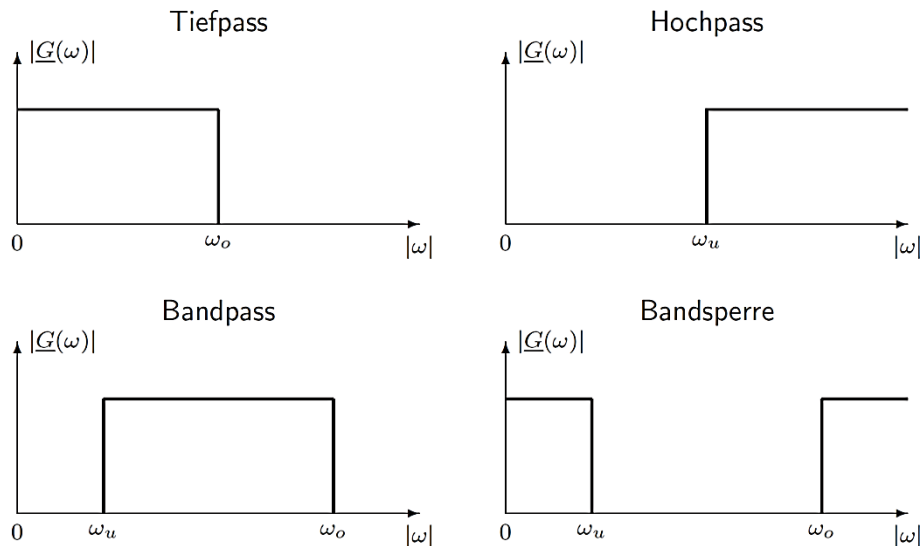 Tiefpass
|G(ω)|
0
ω_o
|ω|
Hochpass
|G(ω)|
0
ω_u
|ω|
Bandpass
|G(ω)|
0
ω_u
ω_o
|ω|
Bandsperre
|G(ω)|
0
ω_u
ω_o
|ω|